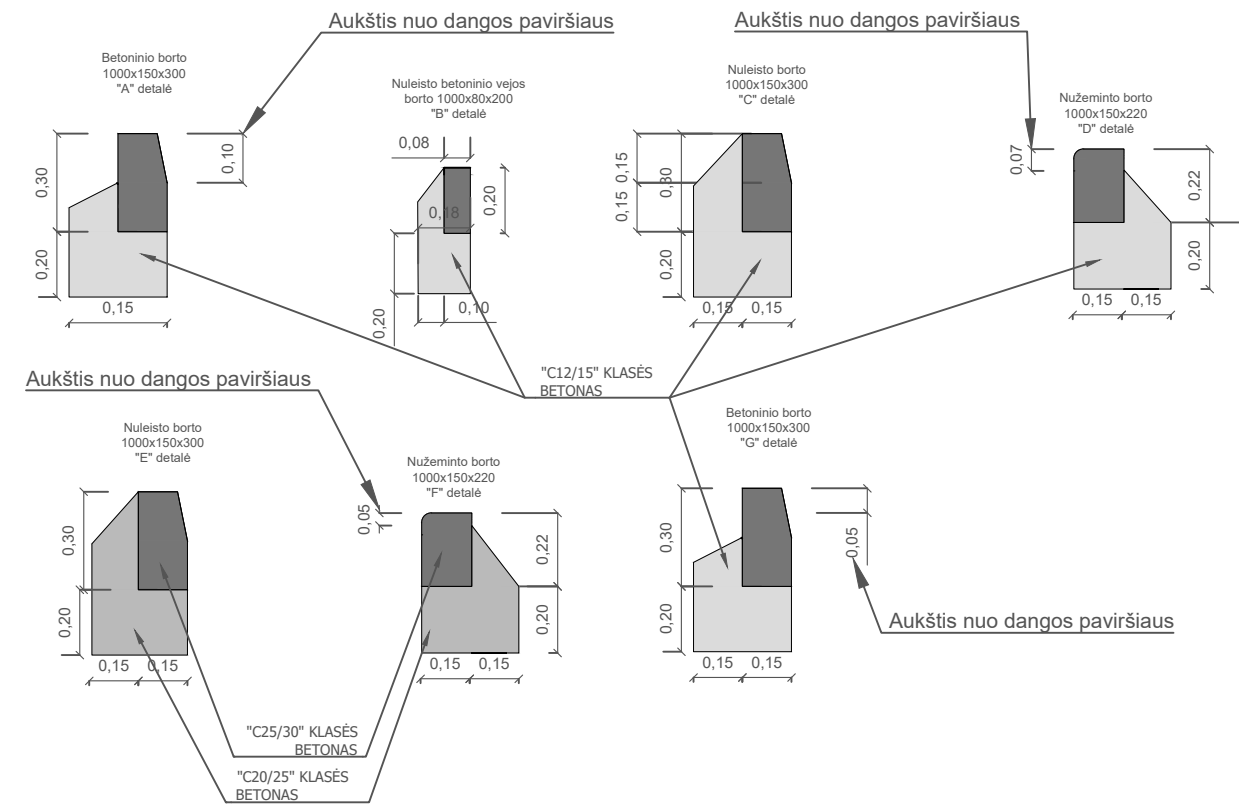 Aukštis nuo dangos paviršiaus
Aukštis nuo dangos paviršiaus
Betoninio borto
1000x150x300
"A" detalė
0,30
0,20
0,10
0,15
Nuleisto betoninio vejos
borto 1000x80x200
"B" detalė
0,08
0,18
0,20
0,20
0,10
Nuleisto borto
1000x150x300
"C" detalė
0,15
0,15
0,30
0,20
0,15
0,15
Nužeminto borto
1000x150x220
"D" detalė
0,07
0,22
0,20
0,15
0,15
"C12/15" KLASĖS
BETONAS
Aukštis nuo dangos paviršiaus
Nuleisto borto
1000x150x300
"E" detalė
0,30
0,20
0,15
0,15
Nužeminto borto
1000x150x220
"F" detalė
0,05
0,22
0,20
0,15
0,15
Betoninio borto
1000x150x300
"G" detalė
0,30
0,20
0,05
0,15
0,15
Aukštis nuo dangos paviršiaus
"C25/30" KLASĖS
BETONAS
"C20/25" KLASĖS
BETONAS